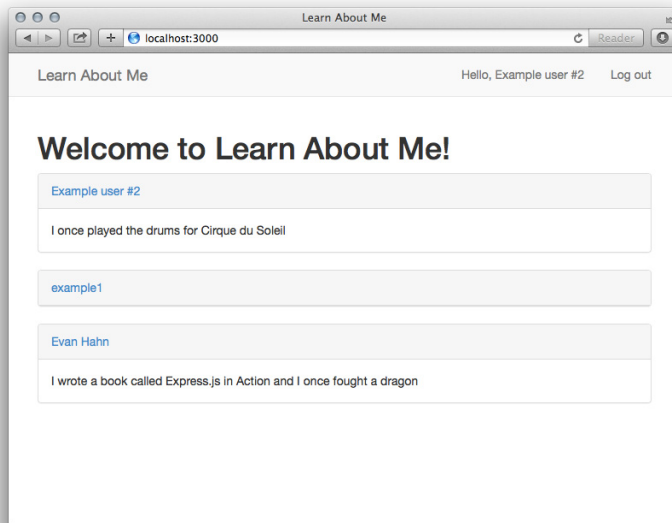 Learn About Me
localhost:3000
Reader
Learn About Me
Hello, Example user #2
Log out
Welcome to Learn About Me!
Example user #2
I once played the drums for Cirque du Soleil
example1
Evan Hahn
I wrote a book called Express.js in Action and I once fought a dragon